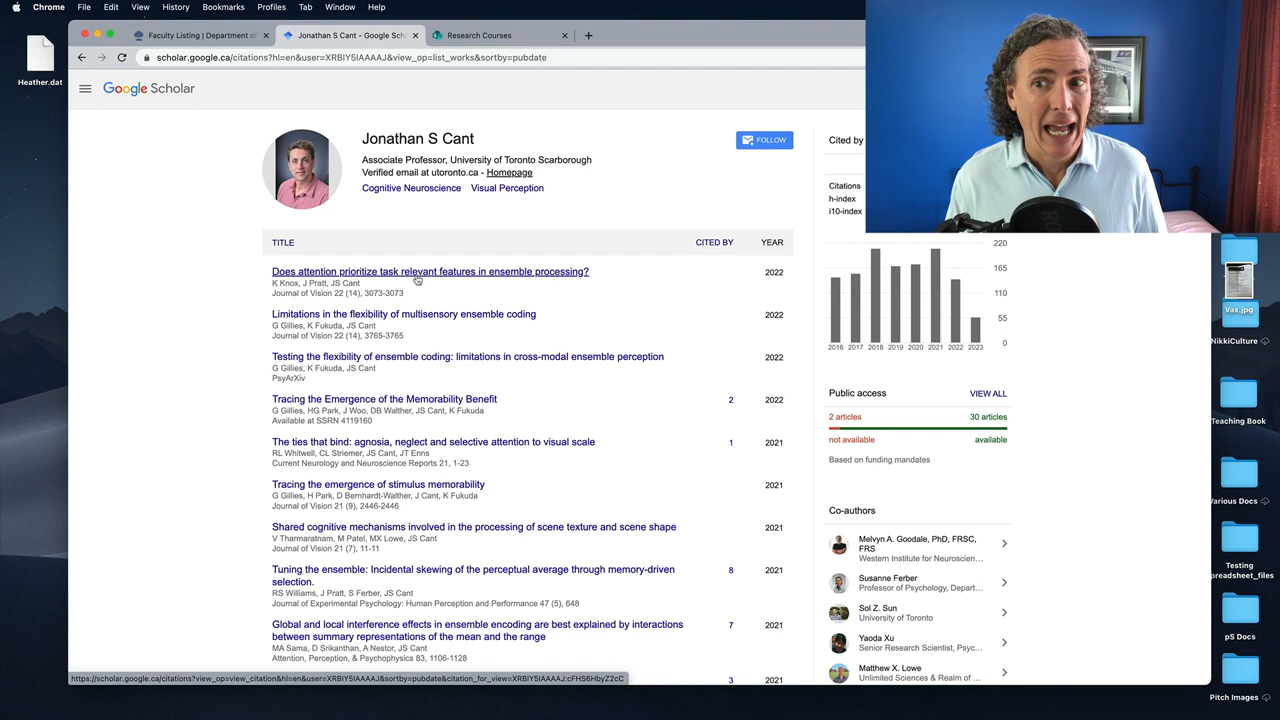 Chrome File Edit View History Bookmarks Profiles Tab Window Help
Faculty Listing | Department of
Jonathan S Cant - Google Sch
Research Courses
scholar.google.ca/citations?hl=en&user=XRBIY5IAAAAJ&view_op=list_works&sortby=pubdate
Heather.dat
Google Scholar
Jonathan S Cant
FOLLOW
Associate Professor, University of Toronto Scarborough
Verified email at utoronto.ca - Homepage
Cognitive Neuroscience Visual Perception
Cited by
Citations
h-index
i10-index
TITLE CITED BY YEAR
Does attention prioritize task relevant features in ensemble processing? 2022
K Knox, J Pratt, JS Cant
Journal of Vision 22 (14), 3073-3073
Limitations in the flexibility of multisensory ensemble coding 2022
G Gillies, K Fukuda, JS Cant
Journal of Vision 22 (14), 3765-3765
Testing the flexibility of ensemble coding: limitations in cross-modal ensemble perception 2022
G Gillies, K Fukuda, JS Cant
PsyArXiv
Tracing the Emergence of the Memorability Benefit 2 2022
G Gillies, HG Park, J Woo, DB Walther, JS Cant, K Fukuda
Available at SSRN 4119160
The ties that bind: agnosia, neglect and selective attention to visual scale 1 2021
RL Whitwell, CL Striemer, JS Cant, JT Enns
Current Neurology and Neuroscience Reports 21, 1-23
Tracing the emergence of stimulus memorability 2021
G Gillies, H Park, D Bernhardt-Walther, J Cant, K Fukuda
Journal of Vision 21 (9), 2446-2446
Shared cognitive mechanisms involved in the processing of scene texture and scene shape 2021
V Tharmaratnam, M Patel, MX Lowe, JS Cant
Journal of Vision 21 (7), 11-11
Tuning the ensemble: Incidental skewing of the perceptual average through memory-driven 8 2021
selection.
RS Williams, J Pratt, S Ferber, JS Cant
Journal of Experimental Psychology: Human Perception and Performance 47 (5), 648
Global and local interference effects in ensemble encoding are best explained by interactions 7 2021
between summary representations of the mean and the range
MA Sama, D Srikanthan, A Nestor, JS Cant
Attention, Perception, & Psychophysics 83, 1106-1128
3 2021
https://scholar.google.ca/citations?view_op=view_citation&hl=en&user=XRBIY5IAAAAJ&sortby=pubdate&citation_for_view=XRBIY5IAAAAJ:cFHS6HbyZ2cC
220
165
110
55
0
2016 2017 2018 2019 2020 2021 2022 2023
Public access VIEW ALL
2 articles 30 articles
not available available
Based on funding mandates
Co-authors
Melvyn A. Goodale, PhD, FRSC,
FRS
Western Institute for Neuroscien...
Susanne Ferber
Professor of Psychology, Depart...
Sol Z. Sun
University of Toronto
Yaoda Xu
Senior Research Scientist, Psyc...
Matthew X. Lowe
Unlimited Sciences & Realm of ...
Vax.jpg
NikkiCulture
Teaching Book
Various Docs
Testing
preadsheet_files
pS Docs
Pitch Images